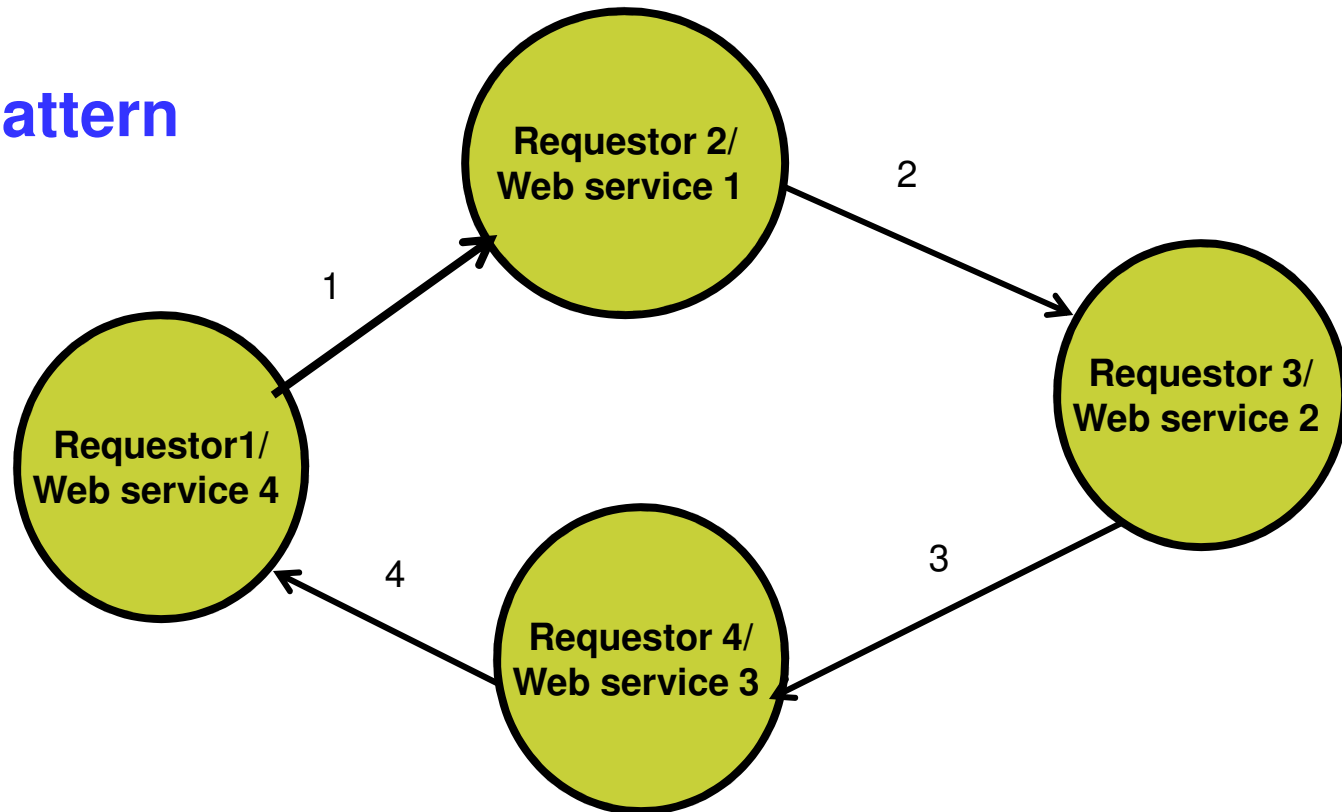 attern
Requestor 2/
Web service 1
2
1
Requestor 3/
Web service 2
Requestor1/
Web service 4
3
4
Requestor 4/
Web service 3